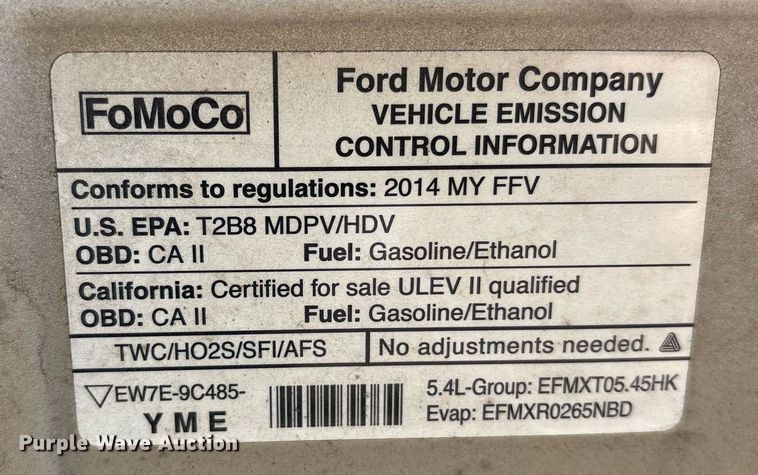 FoMoCo
Ford Motor Company
VEHICLE EMISSION
CONTROL INFORMATION
Conforms to regulations: 2014 MY FFV
U.S. EPA: T2B8 MDPV/HDV
OBD: CA II Fuel: Gasoline/Ethanol
California: Certified for sale ULEV II qualified
OBD: CA II Fuel: Gasoline/Ethanol
TWC/HO2S/SFI/AFS
No adjustments needed.
EW7E-9C485-
YME
5.4L-Group: EFMXT05.45HK
Evap: EFMXR0265NBD
Purple Wave Auction